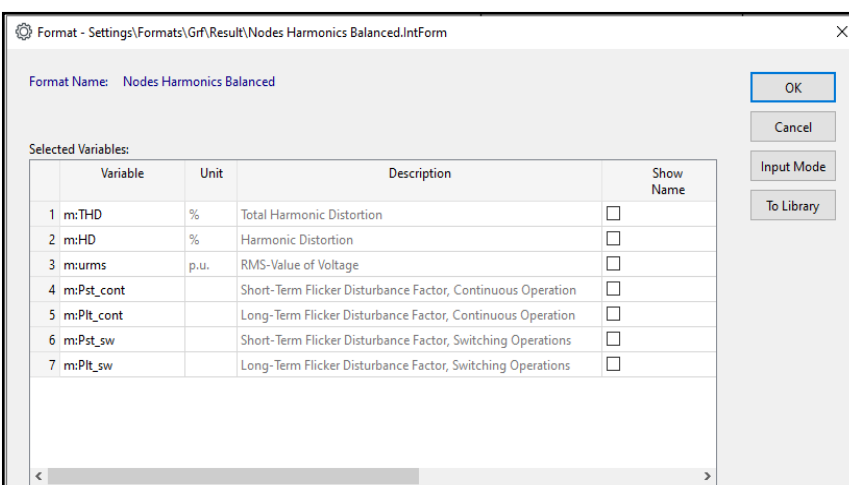 Format - Settings\Formats\Grf\Result\Nodes Harmonics Balanced.IntForm
Format Name: Nodes Harmonics Balanced
OK
Cancel
Input Mode
To Library
Selected Variables:
Variable Unit Description Show Name
1 m:THD % Total Harmonic Distortion
2 m:HD % Harmonic Distortion
3 m:urms p.u. RMS-Value of Voltage
4 m:Pst_cont Short-Term Flicker Disturbance Factor, Continuous Operation
5 m:Plt_cont Long-Term Flicker Disturbance Factor, Continuous Operation
6 m:Pst_sw Short-Term Flicker Disturbance Factor, Switching Operations
7 m:Plt_sw Long-Term Flicker Disturbance Factor, Switching Operations